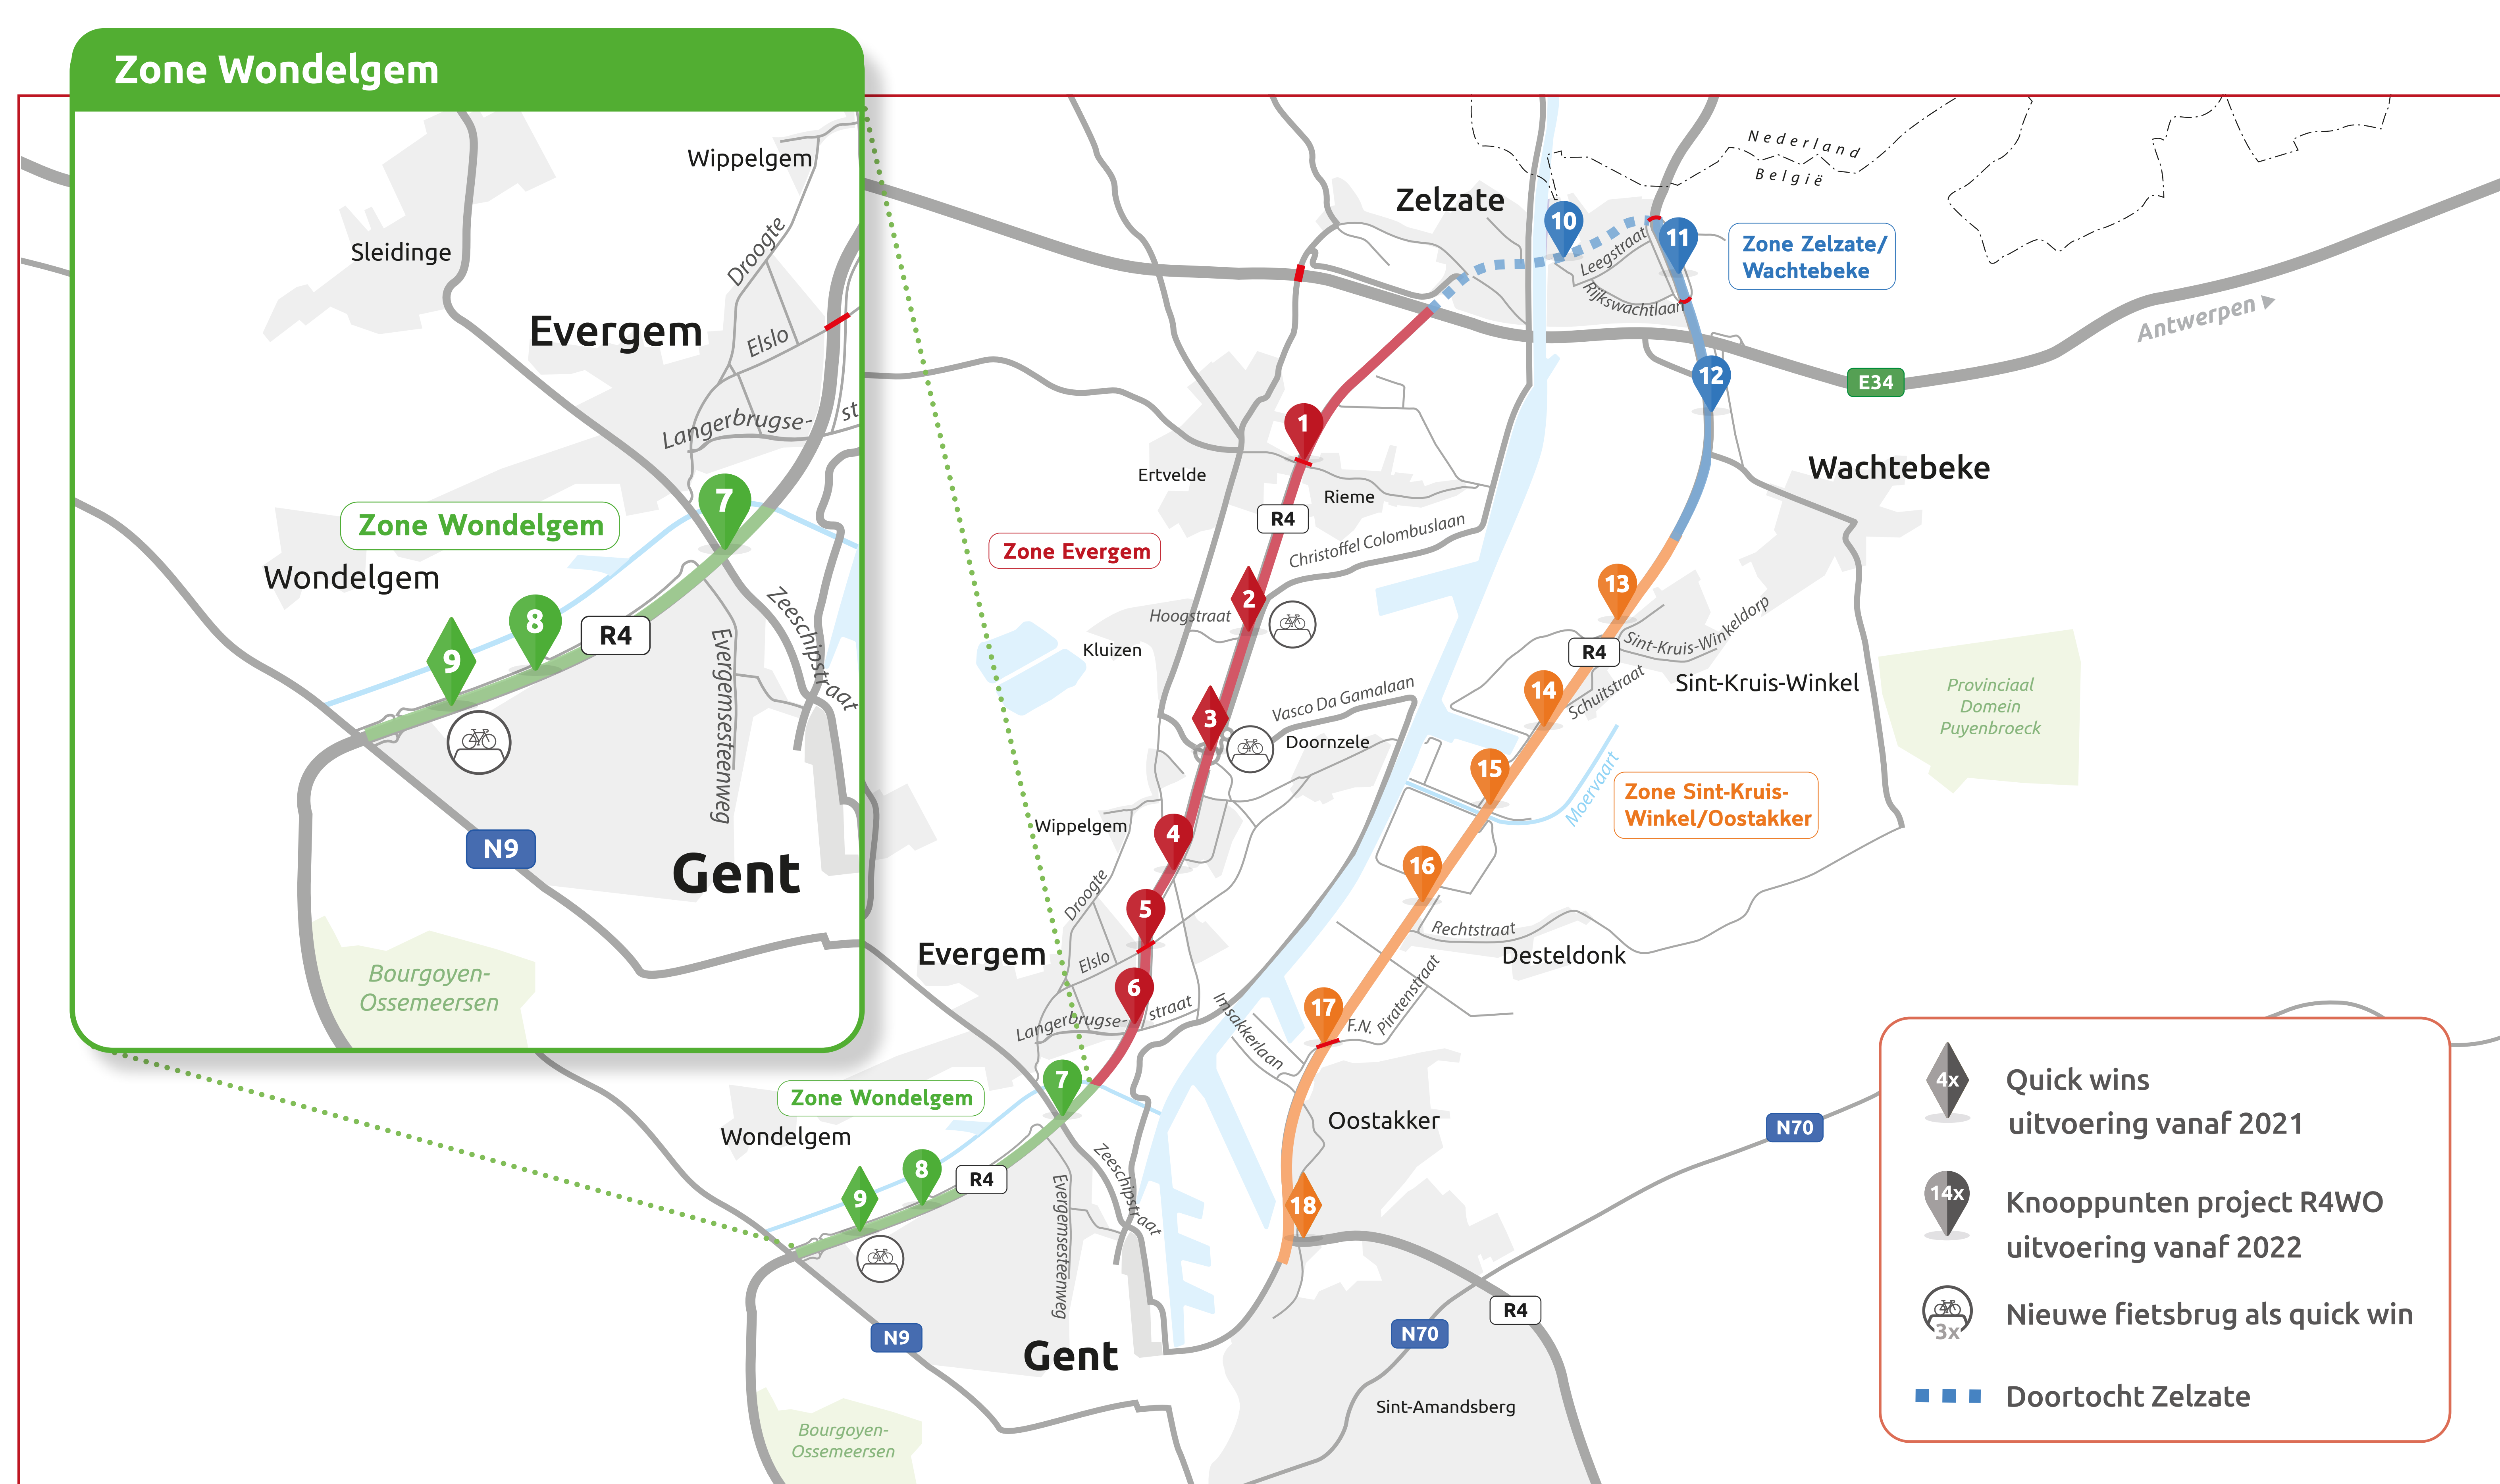 Zone Wondelgem
Wippelgem
Sleidinge
Droogte
Evergem
Elslo
Langerbrugse-
st
7
Zone Wondelgem
Wondelgem
8
R4
9
Zeeschipstraat
Evergemsesteenweg
N9
Gent
Bourgoyen-
Ossemeersen
Nederland
België
Zelzate
10
11
Leegstraat
Rijkswachtlaan
Zone Zelzate/
Wachtebeke
Antwerpen
E34
12
1
Ertvelde
Rieme
R4
Wachtebeke
Christoffel Colombuslaan
Zone Evergem
2
Hoogstraat
Kluizen
13
Sint-Kruis-Winkeldorp
R4
Sint-Kruis-Winkel
14
Schuitstraat
Provinciaal
Domein
Puyenbroeck
3
Vasco Da Gamalaan
Doornzele
15
Moervaart
Zone Sint-Kruis-
Winkel/Oostakker
Wippelgem
4
16
Droogte
5
Rechtstraat
Desteldonk
Evergem
Elslo
6
Langerbrugse-
straat
Imsakkerlaan
17
F.N. Piratenstraat
7
Zone Wondelgem
Wondelgem
Oostakker
N70
8
R4
9
Zeeschipstraat
Evergemsesteenweg
18
N9
Gent
N70
R4
Sint-Amandsberg
Bourgoyen-
Ossemeersen
4x
Quick wins
uitvoering vanaf 2021
14x
Knooppunten project R4WO
uitvoering vanaf 2022
3x
Nieuwe fietsbrug als quick win
Doortocht Zelzate